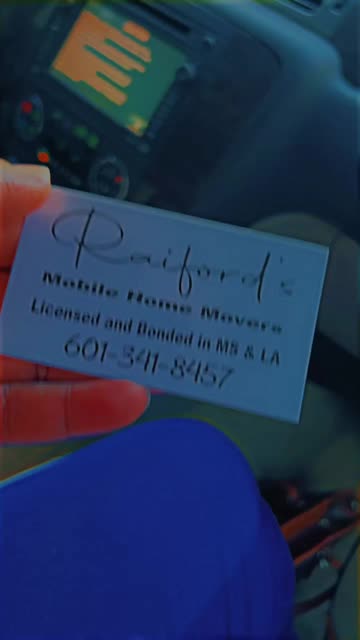 Raiford's
Mobile Home Movers
Licensed and Bonded in MS & LA
601-341-8457